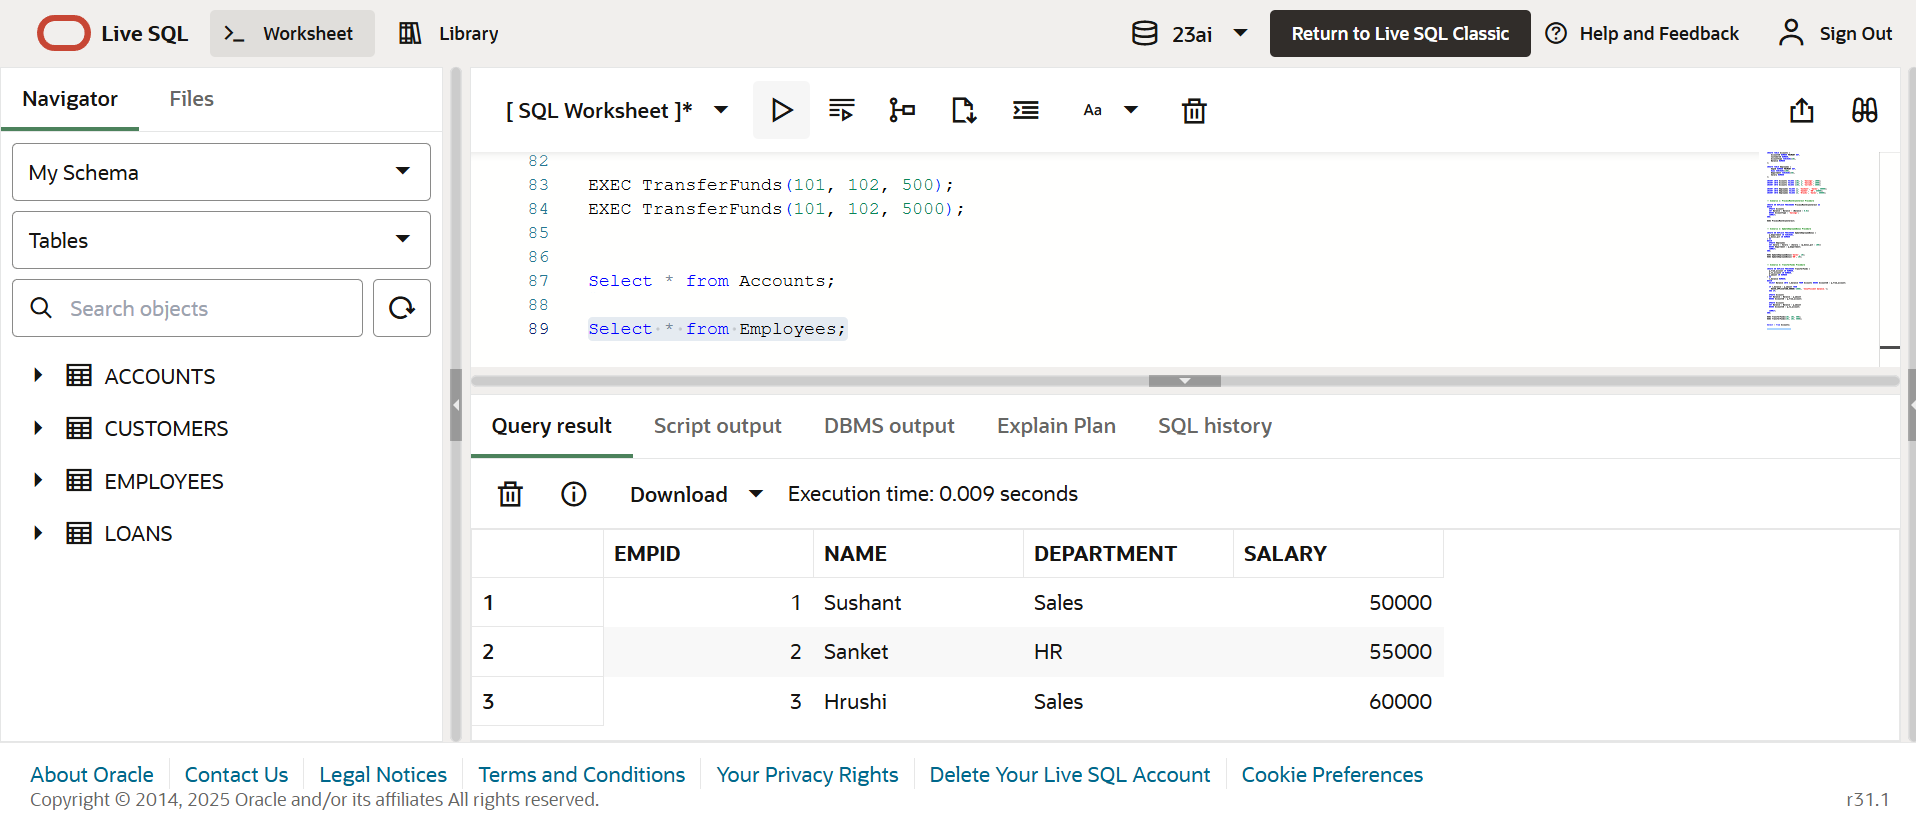 Live SQL
>_ Worksheet
Library
23ai
Return to Live SQL Classic
Help and Feedback
Sign Out
Navigator
Files
My Schema
Tables
Search objects
ACCOUNTS
CUSTOMERS
EMPLOYEES
LOANS
[ SQL Worksheet ]*
Aa
82
83 EXEC TransferFunds(101, 102, 500);
84 EXEC TransferFunds(101, 102, 5000);
85
86
87 Select * from Accounts;
88
89 Select * from Employees;
Query result
Script output
DBMS output
Explain Plan
SQL history
Download
Execution time: 0.009 seconds
EMPID NAME DEPARTMENT SALARY
1 1 Sushant Sales 50000
2 2 Sanket HR 55000
3 3 Hrushi Sales 60000
About Oracle
Contact Us
Legal Notices
Terms and Conditions
Your Privacy Rights
Delete Your Live SQL Account
Cookie Preferences
Copyright © 2014, 2025 Oracle and/or its affiliates All rights reserved.
r31.1